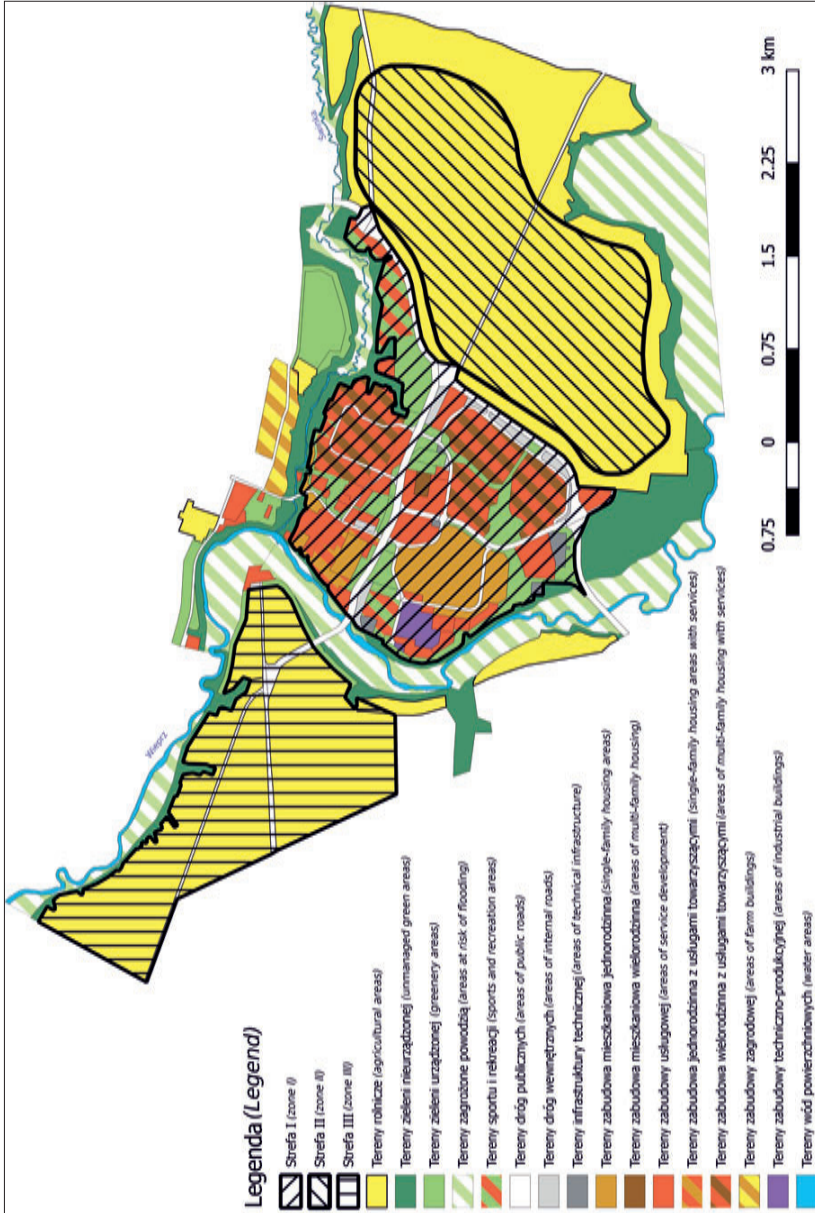 Legenda (Legend)
Strefa I (zone I)
Strefa II (zone II)
Strefa III (zone III)
Tereny rolnicze (agricultural areas)
Tereny zieleni nieurządzonej (unmanaged green areas)
Tereny zieleni urządzonej (greenery areas)
Tereny zagrożone powodzią (areas at risk of flooding)
Tereny sportu i rekreacji (sports and recreation areas)
Tereny dróg publicznych (areas of public roads)
Tereny dróg wewnętrznych (areas of internal roads)
Tereny infrastruktury technicznej (areas of technical infrastructure)
Tereny zabudowa mieszkaniowa jednorodzinna (single-family housing areas)
Tereny zabudowa mieszkaniowa wielorodzinna (areas of multi-family housing)
Tereny zabudowy usługowej (areas of service development)
Tereny zabudowa jednorodzinna z usługami towarzyszącymi (single-family housing areas with services)
Tereny zabudowa wielorodzinna z usługami towarzyszącymi (areas of multi-family housing with services)
Tereny zabudowy zagrodowej (areas of farm buildings)
Tereny zabudowy techniczno-produkcyjnej (areas of industrial buildings)
Tereny wód powierzchniowych (water areas)
Wieprz
0.75 0 0.75 1.5 2.25 3 km